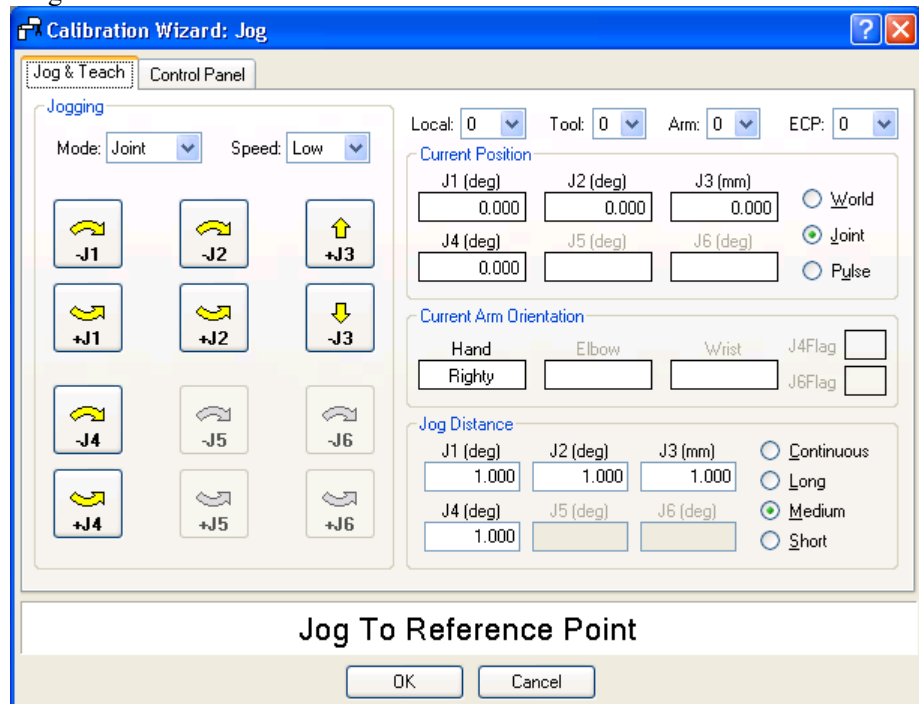 Calibration Wizard: Jog
Jog & Teach Control Panel
Jogging
Mode: Joint Speed: Low
-J1 -J2 +J3
+J1 +J2 -J3
-J4 -J5 -J6
+J4 +J5 +J6
Local: 0 Tool: 0 Arm: 0 ECP: 0
Current Position
J1 (deg) J2 (deg) J3 (mm)
0.000 0.000 0.000
J4 (deg) J5 (deg) J6 (deg)
0.000
World
Joint
Pulse
Current Arm Orientation
Hand Elbow Wrist
Righty
J4Flag
J6Flag
Jog Distance
J1 (deg) J2 (deg) J3 (mm)
1.000 1.000 1.000
J4 (deg) J5 (deg) J6 (deg)
1.000
Continuous
Long
Medium
Short
Jog To Reference Point
OK Cancel